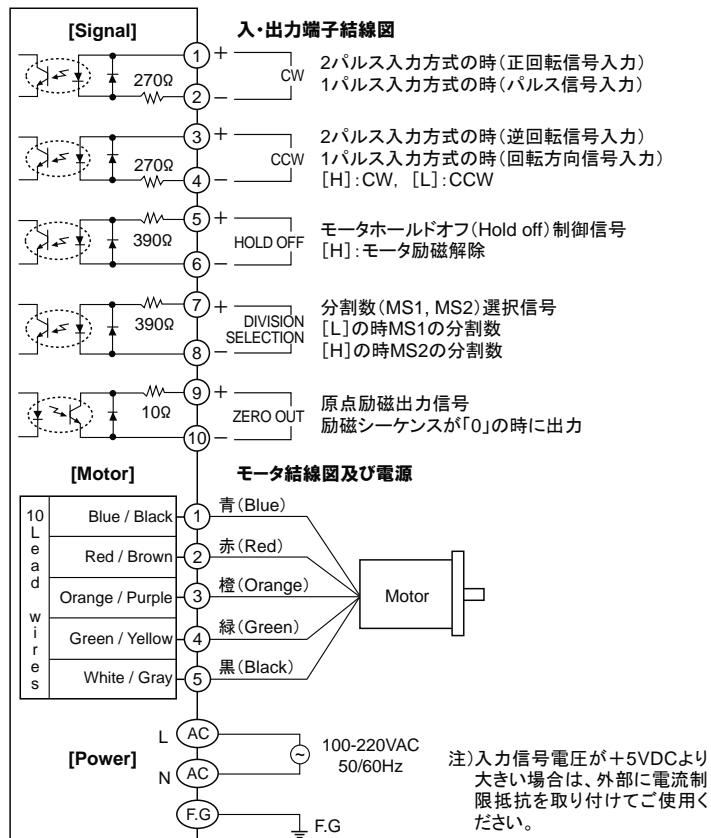 [Signal]
入・出力端子結線図
1 +
270Ω
2 −
CW
2パルス入力方式の時(正回転信号入力)
1パルス入力方式の時(パルス信号入力)
3 +
270Ω
4 −
CCW
2パルス入力方式の時(逆回転信号入力)
1パルス入力方式の時(回転方向信号入力)
[H]:CW, [L]:CCW
5 +
390Ω
6 −
HOLD OFF
モータホールドオフ(Hold off)制御信号
[H]:モータ励磁解除
7 +
390Ω
8 −
DIVISION
SELECTION
分割数(MS1, MS2)選択信号
[L]の時MS1の分割数
[H]の時MS2の分割数
9 +
10Ω
10 −
ZERO OUT
原点励磁出力信号
励磁シーケンスが「0」の時に出力
[Motor]
モータ結線図及び電源
10 Lead wires
Blue / Black 1 青(Blue)
Red / Brown 2 赤(Red)
Orange / Purple 3 橙(Orange)
Green / Yellow 4 緑(Green)
White / Gray 5 黒(Black)
Motor
[Power]
L AC
N AC
100-220VAC
50/60Hz
F.G
F.G
注)入力信号電圧が+5VDCより
大きい場合は、外部に電流制
限抵抗を取り付けてご使用く
ださい。